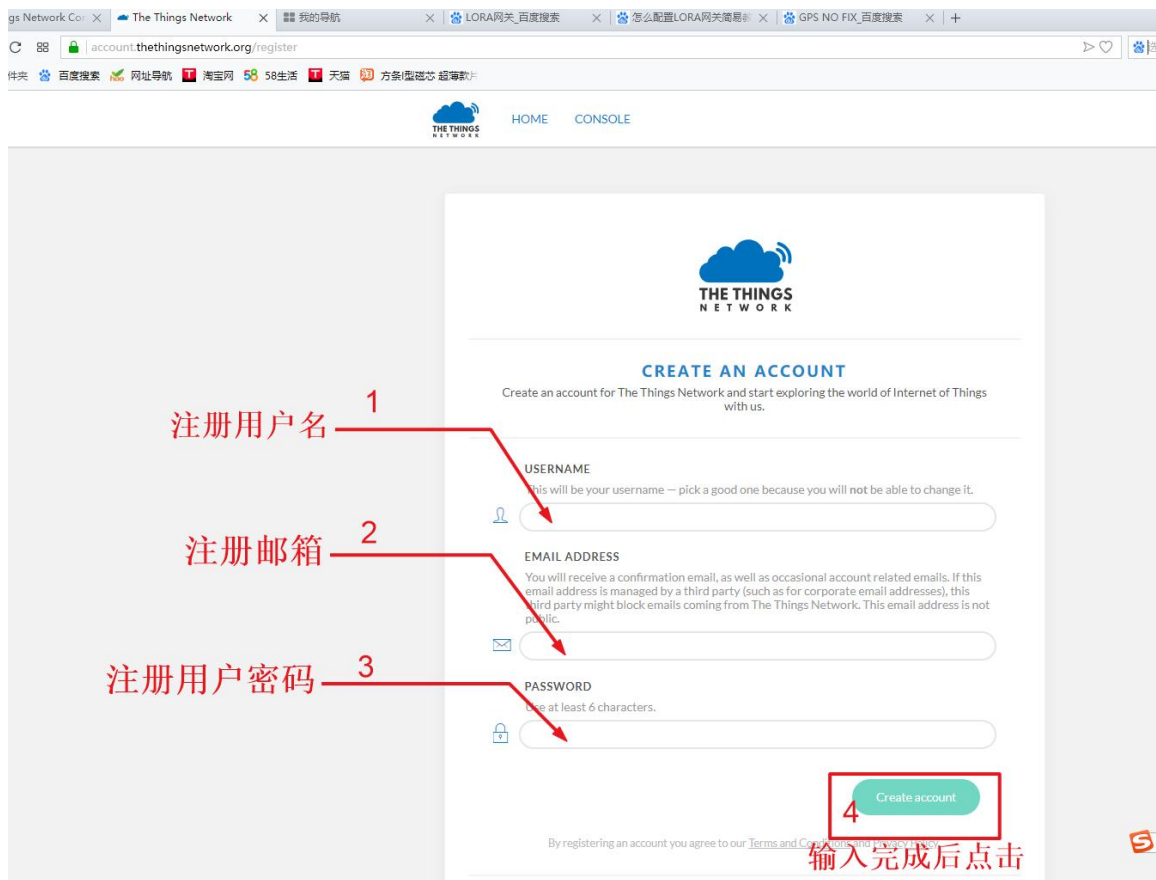 gs Network Co: The Things Network 我的导航 LORA网关_百度搜索 怎么配置LORA网关简易 GPS NO FIX_百度搜索
account.thethingsnetwork.org/register
件夹 百度搜索 网址导航 淘宝网 58 58生活 天猫 方条I型磁芯 超薄款
THE THINGS
NETWORK
HOME CONSOLE
THE THINGS
NETWORK
CREATE AN ACCOUNT
Create an account for The Things Network and start exploring the world of Internet of Things
with us.
1
注册用户名
USERNAME
This will be your username — pick a good one because you will not be able to change it.
2
注册邮箱
EMAIL ADDRESS
You will receive a confirmation email, as well as occasional account related emails. If this
email address is managed by a third party (such as for corporate email addresses), this
third party might block emails coming from The Things Network. This email address is not
public.
3
注册用户密码
PASSWORD
Use at least 6 characters.
Create account
4
By registering an account you agree to our Terms and Conditions and Privacy Policy
输入完成后点击